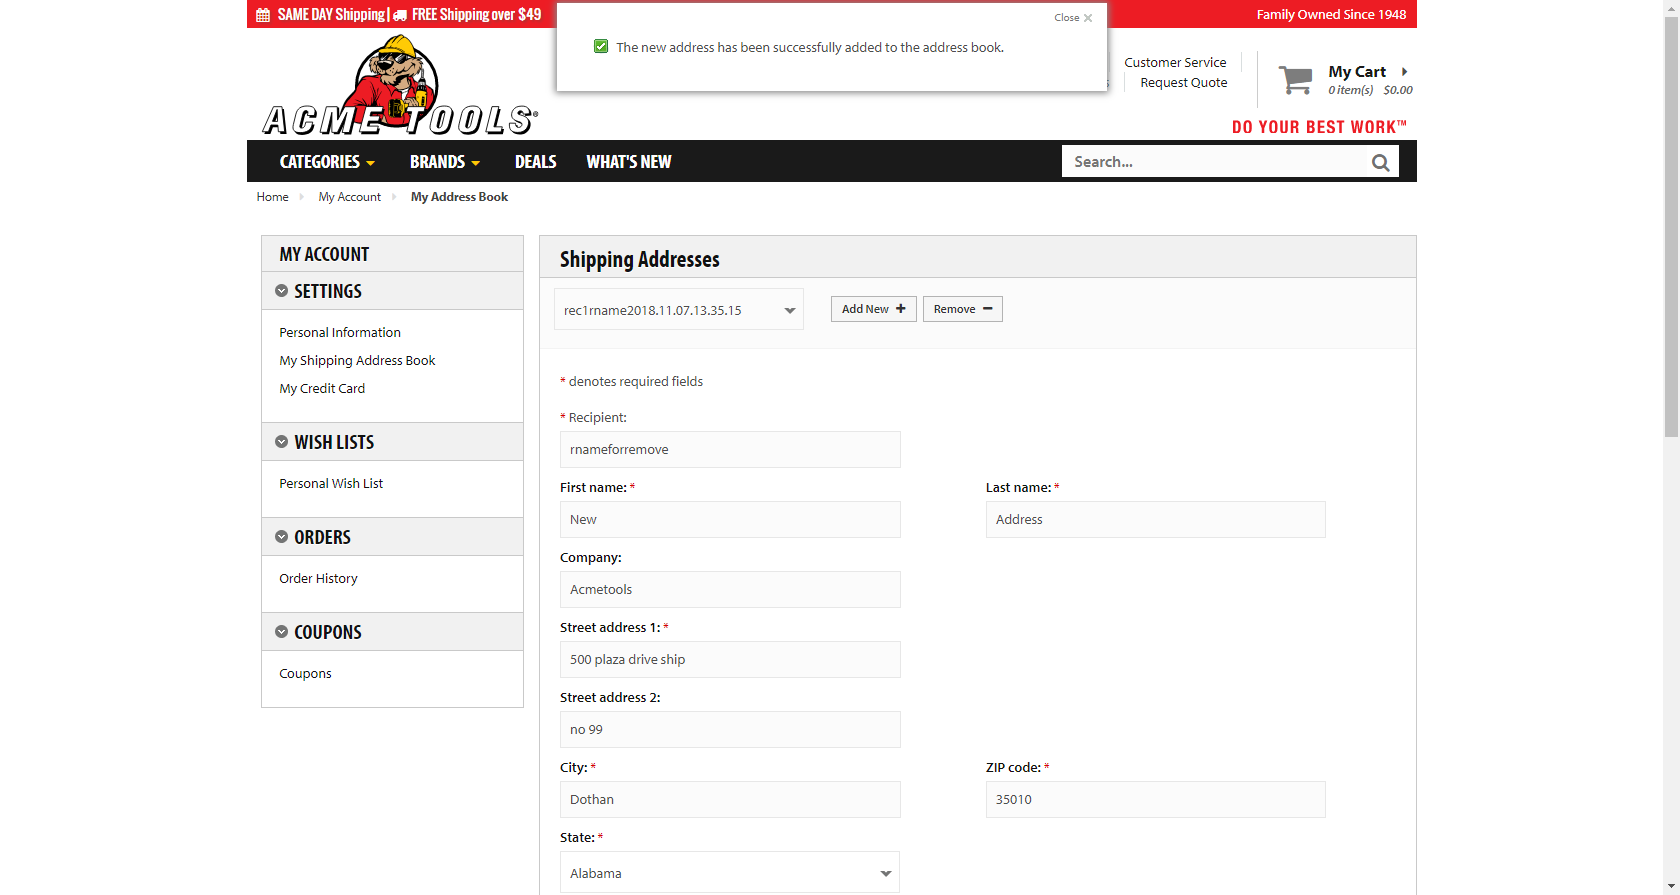 SAME DAY Shipping | FREE Shipping over $49
Close
Family Owned Since 1948
The new address has been successfully added to the address book.
Customer Service
Request Quote
My Cart
0 item(s) $0.00
ACME TOOLS®
DO YOUR BEST WORK™
CATEGORIES BRANDS DEALS WHAT'S NEW Search...
Home My Account My Address Book
MY ACCOUNT
SETTINGS
Personal Information
My Shipping Address Book
My Credit Card
WISH LISTS
Personal Wish List
ORDERS
Order History
COUPONS
Coupons
Shipping Addresses
rec1rname2018.11.07.13.35.15 Add New Remove
* denotes required fields
* Recipient:
rnameforremove
First name: * Last name: *
New Address
Company:
Acmetools
Street address 1: *
500 plaza drive ship
Street address 2:
no 99
City: * ZIP code: *
Dothan 35010
State: *
Alabama